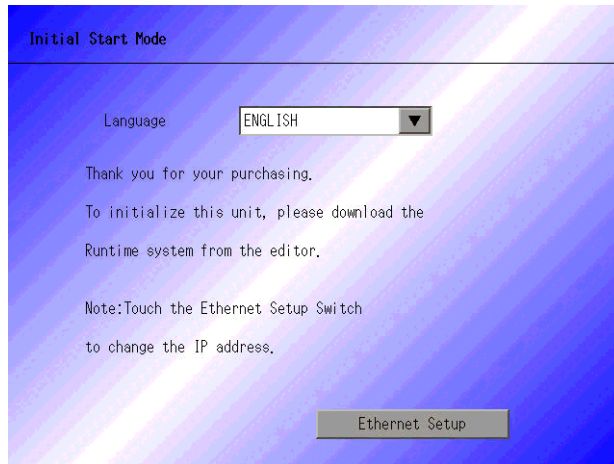 Initial Start Mode
Language ENGLISH
Thank you for your purchasing.
To initialize this unit, please download the
Runtime system from the editor.
Note:Touch the Ethernet Setup Switch
to change the IP address.
Ethernet Setup